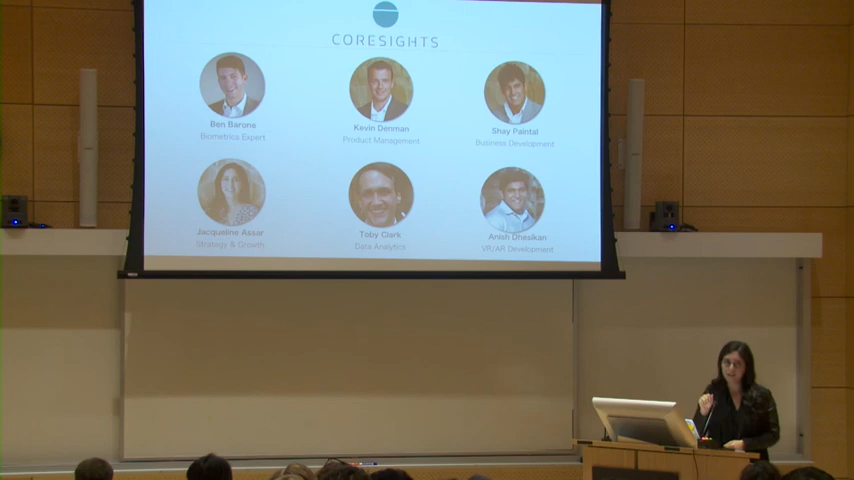 CORESIGHTS
Ben Barone
Biometrics Expert
Kevin Denman
Product Management
Shay Paintal
Business Development
Jacqueline Assar
Strategy & Growth
Toby Clark
Data Analytics
Anish Dhesikan
VR/AR Development